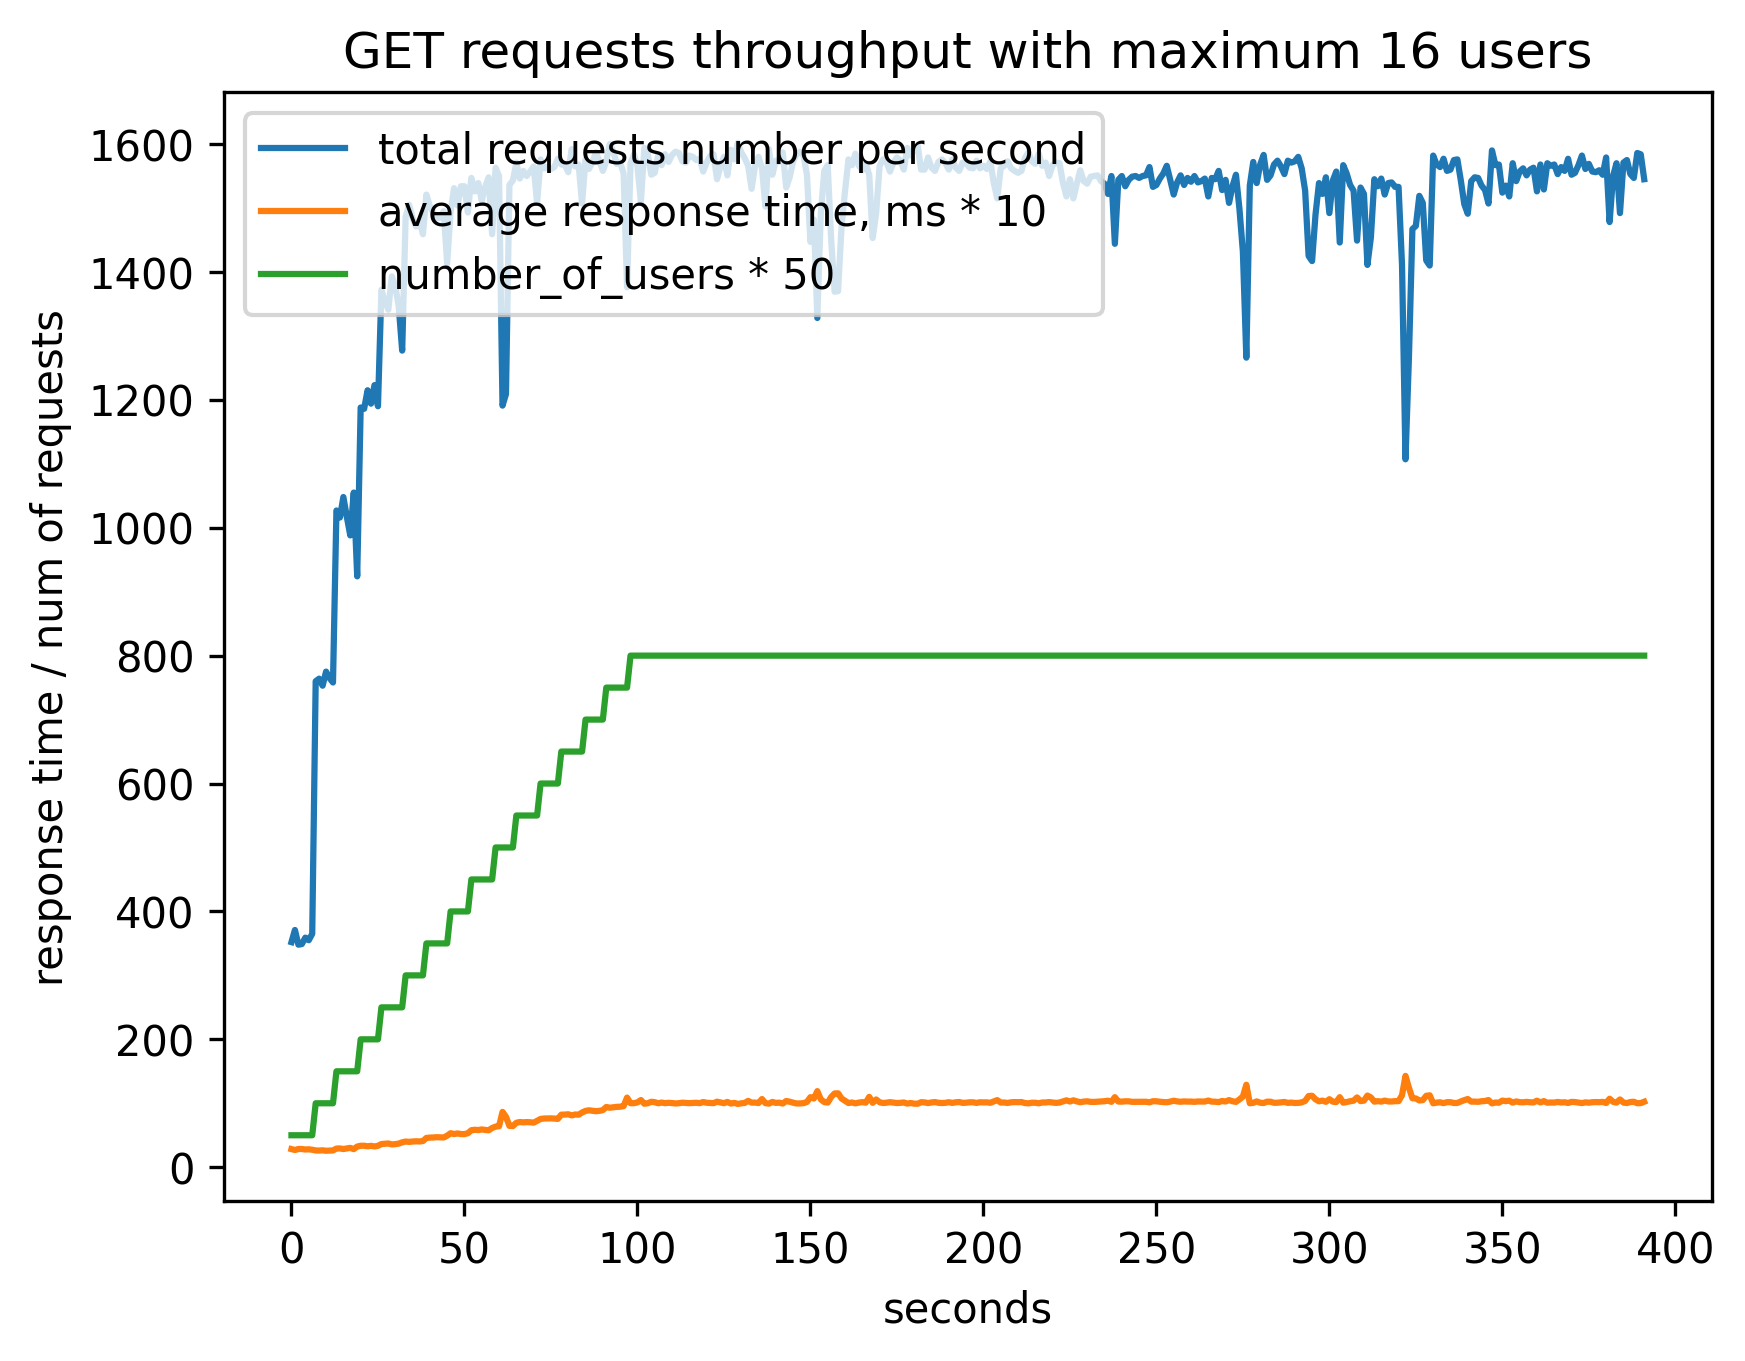 GET requests throughput with maximum 16 users
total requests number per second
average response time, ms * 10
number_of_users * 50
response time / num of requests
1600
1400
1200
1000
800
600
400
200
0
0 50 100 150 200 250 300 350 400
seconds